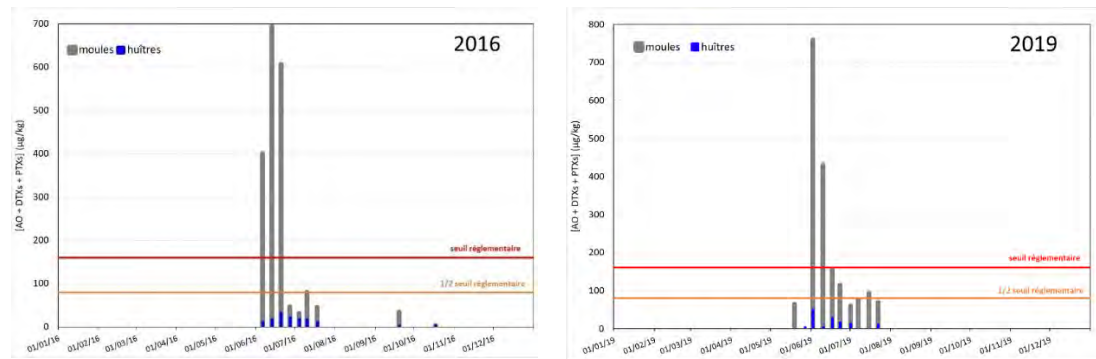 700
600
500
400
300
200
100
0
[AO + DTXs + PTXs] (µg/kg)
moules huîtres
2016
seuil réglementaire
1/2 seuil réglementaire
01/01/16 01/02/16 01/03/16 01/04/16 01/05/16 01/06/16 01/07/16 01/08/16 01/09/16 01/10/16 01/11/16 01/12/16
800
700
600
500
400
300
200
100
0
[AO + DTXs + PTXs] (µg/kg)
moules huîtres
2019
seuil réglementaire
1/2 seuil réglementaire
01/01/19 01/02/19 01/03/19 01/04/19 01/05/19 01/06/19 01/07/19 01/08/19 01/09/19 01/10/19 01/11/19 01/12/19